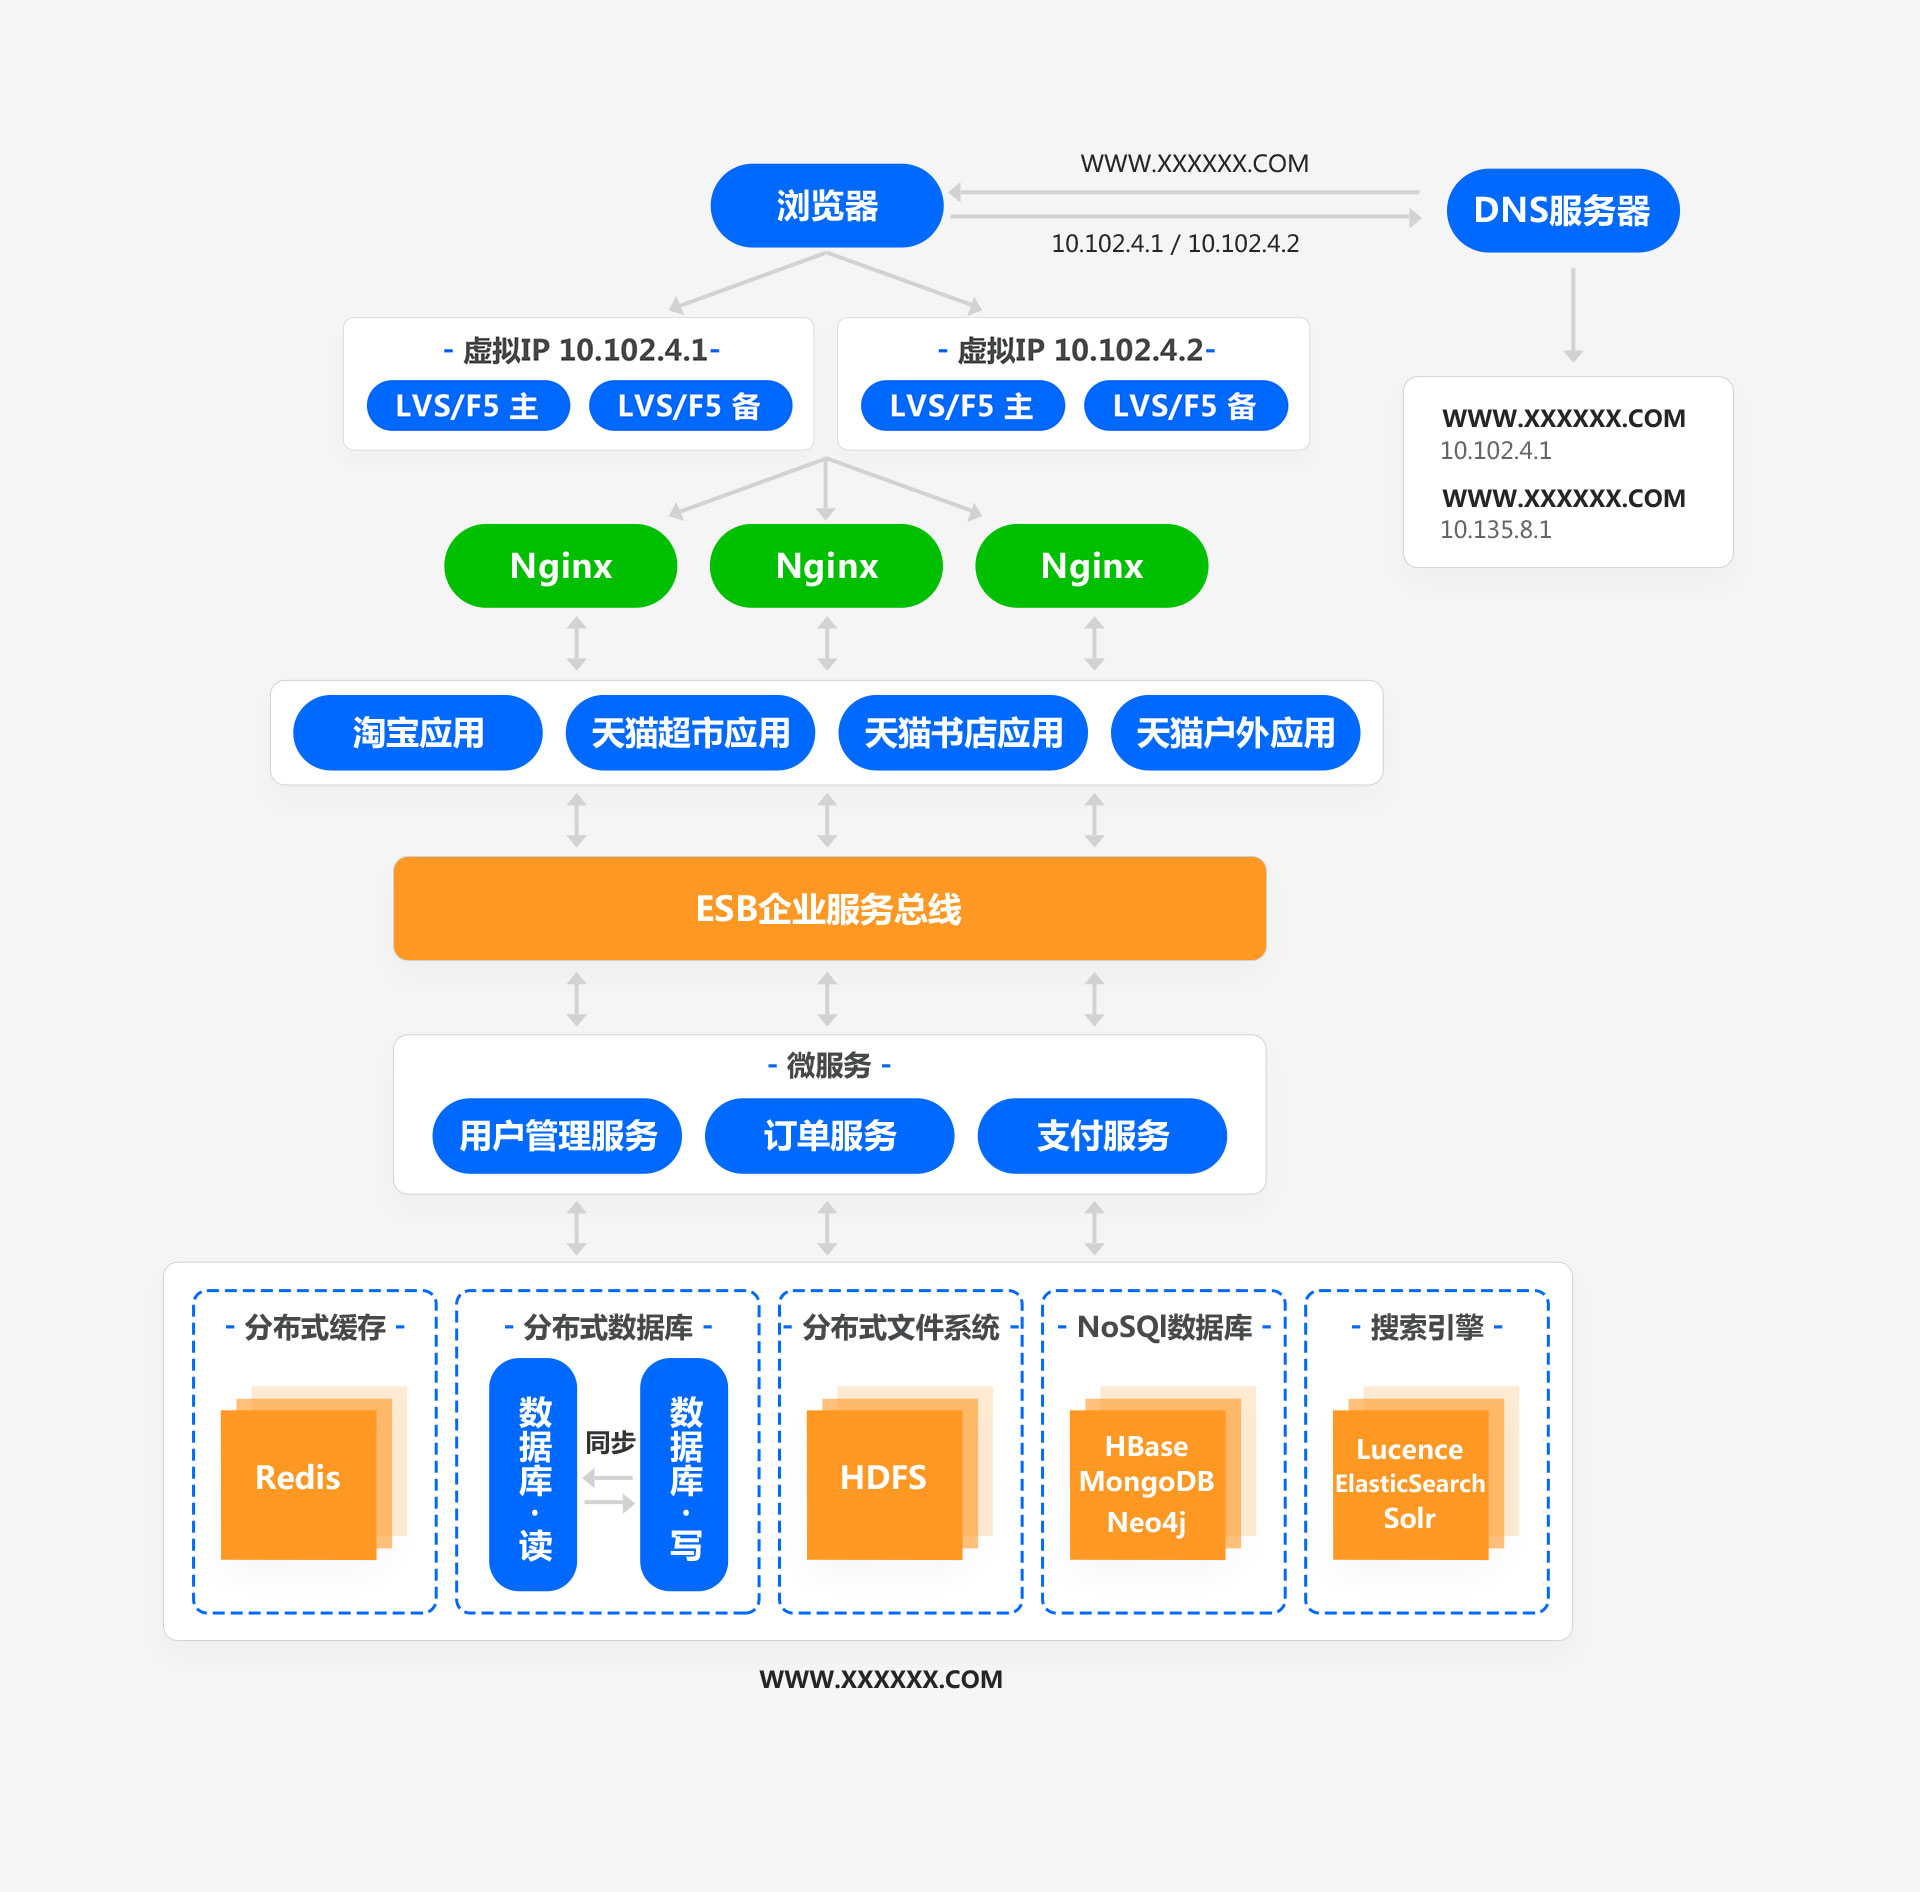 WWW.XXXXXX.COM
浏览器
DNS服务器
10.102.4.1 / 10.102.4.2
- 虚拟IP 10.102.4.1-
LVS/F5 主
LVS/F5 备
- 虚拟IP 10.102.4.2-
LVS/F5 主
LVS/F5 备
WWW.XXXXXX.COM
10.102.4.1
WWW.XXXXXX.COM
10.135.8.1
Nginx
Nginx
Nginx
淘宝应用
天猫超市应用
天猫书店应用
天猫户外应用
ESB企业服务总线
- 微服务 -
用户管理服务
订单服务
支付服务
- 分布式缓存 -
Redis
- 分布式数据库 -
数据库·读
同步
数据库·写
- 分布式文件系统 -
HDFS
- NoSQl数据库 -
HBase
MongoDB
Neo4j
- 搜索引擎 -
Lucence
ElasticSearch
Solr
WWW.XXXXXX.COM